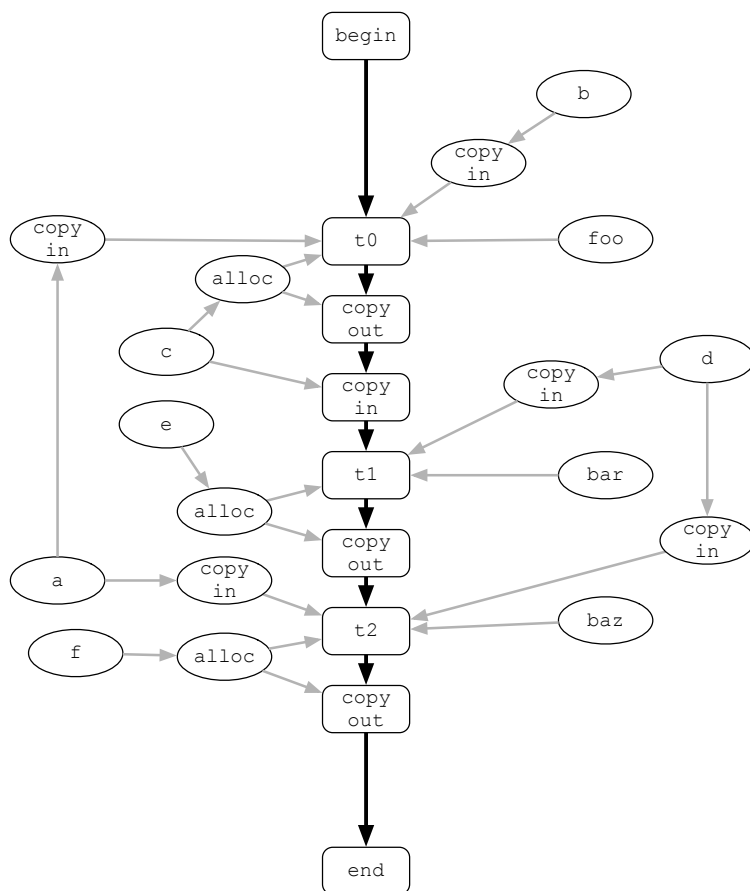 begin
b
copy
in
copy
in
t0
foo
alloc
copy
out
c
d
copy
in
copy
in
e
t1
bar
alloc
copy
out
copy
in
a
copy
in
t2
baz
f
alloc
copy
out
end